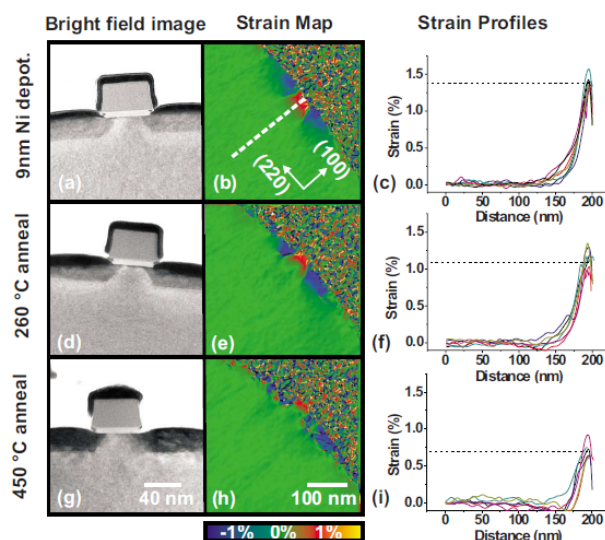 Bright field image
Strain Map
Strain Profiles
9nm Ni depot.
(a)
(b)
(220)
(100)
(c)
Strain (%)
1.5
1.0
0.5
0.0
0 50 100 150 200
Distance (nm)
260 °C anneal
(d)
(e)
(f)
Strain (%)
1.5
1.0
0.5
0.0
0 50 100 150 200
Distance (nm)
450 °C anneal
(g)
40 nm
(h)
100 nm
(i)
Strain (%)
1.5
1.0
0.5
0.0
0 50 100 150 200
Distance (nm)
-1% 0% 1%